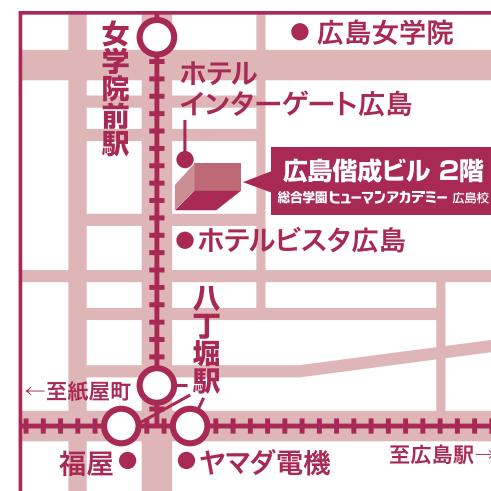 女学院前駅
広島女学院
ホテル
インターゲート広島
広島偕成ビル 2階
総合学園ヒューマンアカデミー 広島校
ホテルビスタ広島
八丁堀駅
←至紙屋町
福屋
ヤマダ電機
至広島駅→